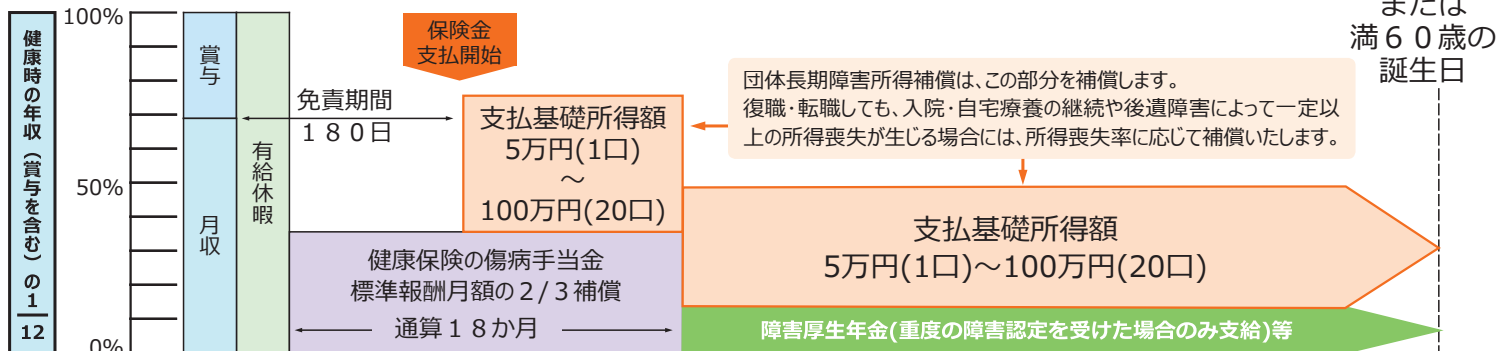 健康時の年収（賞与を含む）の1/12
100%
50%
0%
賞与
月収
有給休暇
免責期間
１８０日
保険金
支払開始
支払基礎所得額
5万円(1口)
～
100万円(20口)
団体長期障害所得補償は、この部分を補償します。
復職・転職しても、入院・自宅療養の継続や後遺障害によって一定以
上の所得喪失が生じる場合には、所得喪失率に応じて補償いたします。
または
満６０歳の
誕生日
健康保険の傷病手当金
標準報酬月額の２/３補償
通算１８か月
支払基礎所得額
5万円(1口)～100万円(20口)
障害厚生年金(重度の障害認定を受けた場合のみ支給)等